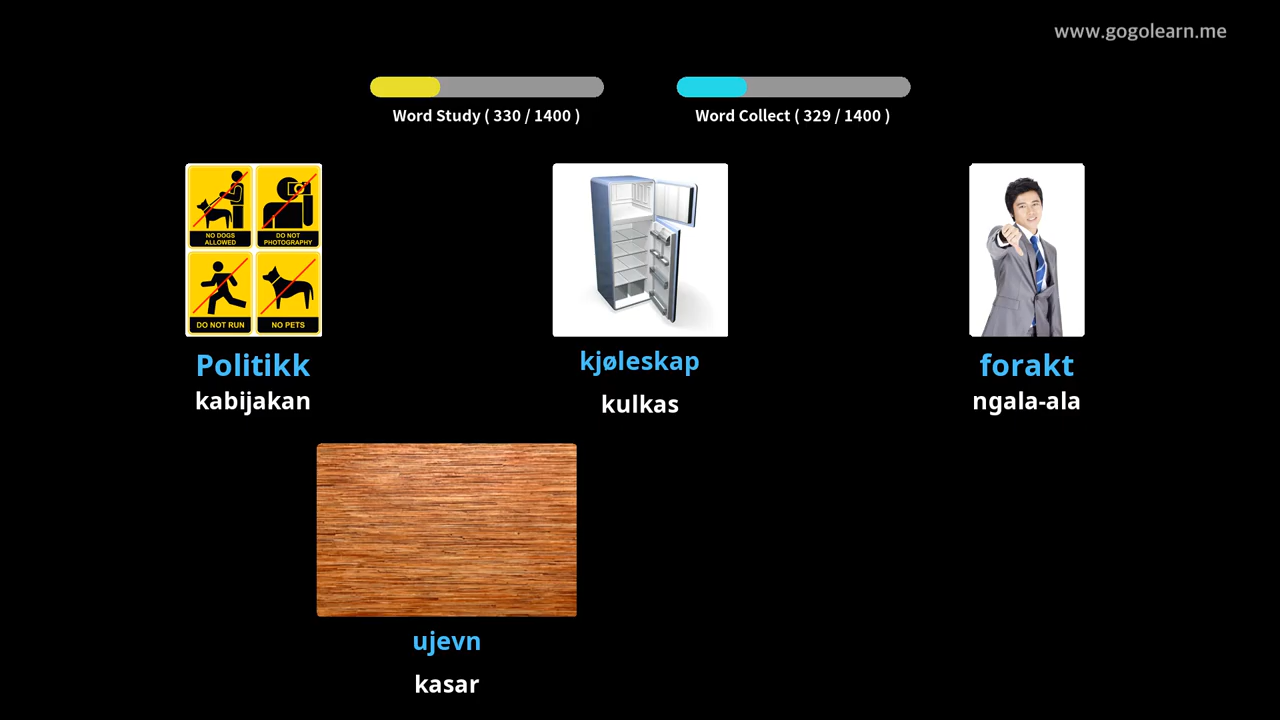 www.gogolearn.me
Word Study ( 330 / 1400 )
Word Collect ( 329 / 1400 )
NO DOGS
ALLOWED
DO NOT
PHOTOGRAPHY
DO NOT RUN
NO PETS
Politikk
kabijakan
kjøleskap
kulkas
forakt
ngala-ala
ujevn
kasar